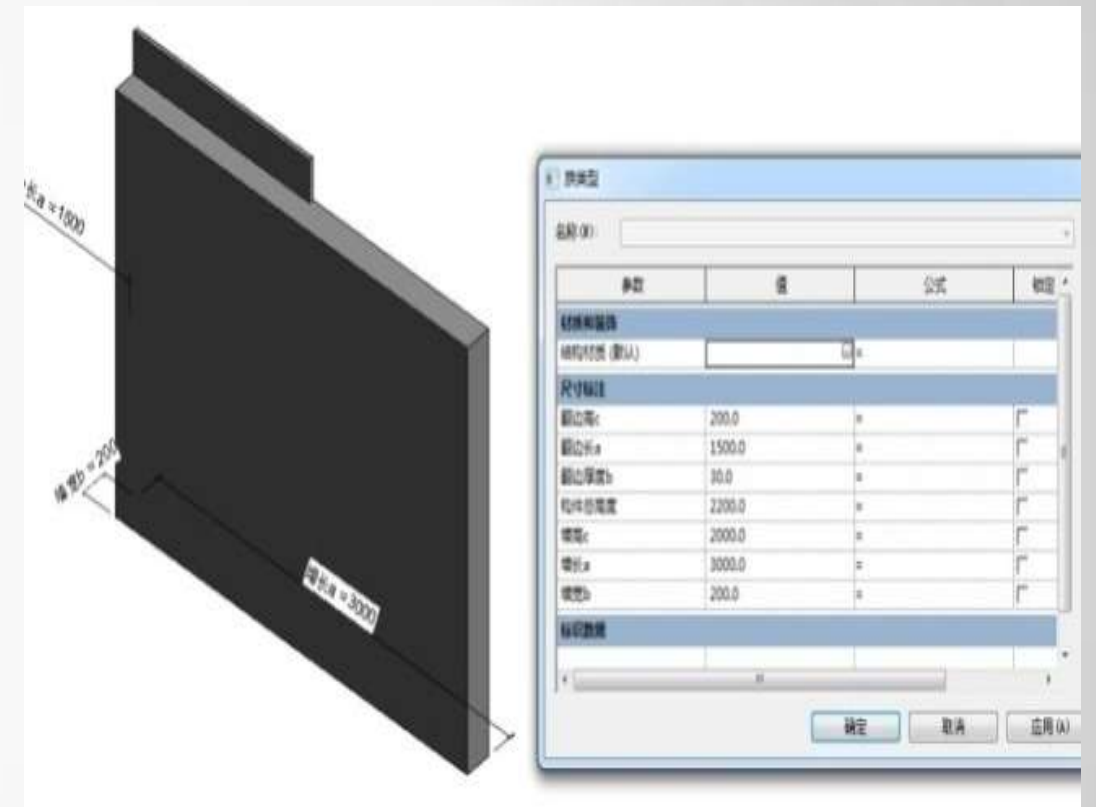 长a = 1500
墙宽b = 200
墙长a = 3000
族类型
名称(N):
参数 值 公式 锁定
材质和装饰
结构材质 (默认) =
尺寸标注
翻边高c 200.0 =
翻边长a 1500.0 =
翻边厚度b 30.0 =
构件总高度 2200.0 =
墙高c 2000.0 =
墙长a 3000.0 =
墙宽b 200.0 =
标识数据
确定 取消 应用(A)